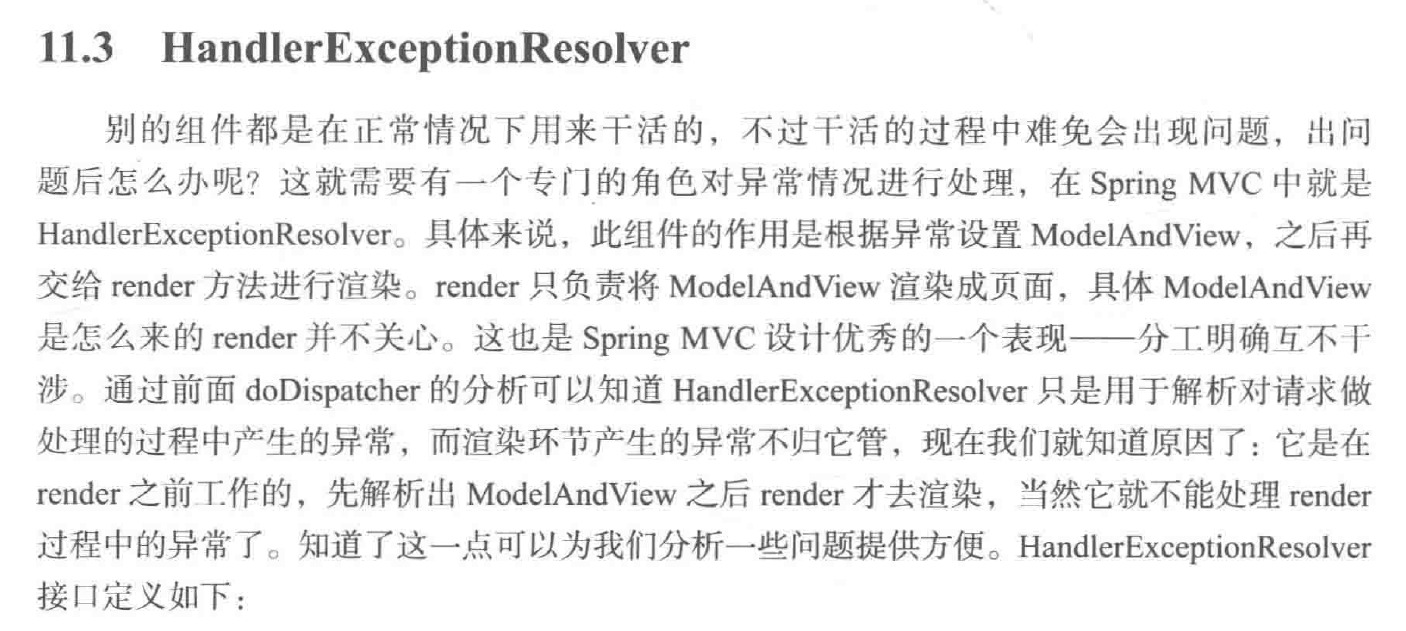 11.3 HandlerExceptionResolver
别的组件都是在正常情况下用来干活的，不过干活的过程中难免会出现问题，出问
题后怎么办呢？这就需要有一个专门的角色对异常情况进行处理，在 Spring MVC 中就是
HandlerExceptionResolver。具体来说，此组件的作用是根据异常设置 ModelAndView，之后再
交给 render 方法进行渲染。render 只负责将 ModelAndView 渲染成页面，具体 ModelAndView
是怎么来的 render 并不关心。这也是 Spring MVC 设计优秀的一个表现——分工明确互不干
涉。通过前面 doDispatcher 的分析可以知道 HandlerExceptionResolver 只是用于解析对请求做
处理的过程中产生的异常，而渲染环节产生的异常不归它管，现在我们就知道原因了：它是在
render 之前工作的，先解析出 ModelAndView 之后 render 才去渲染，当然它就不能处理 render
过程中的异常了。知道了这一点可以为我们分析一些问题提供方便。HandlerExceptionResolver
接口定义如下：